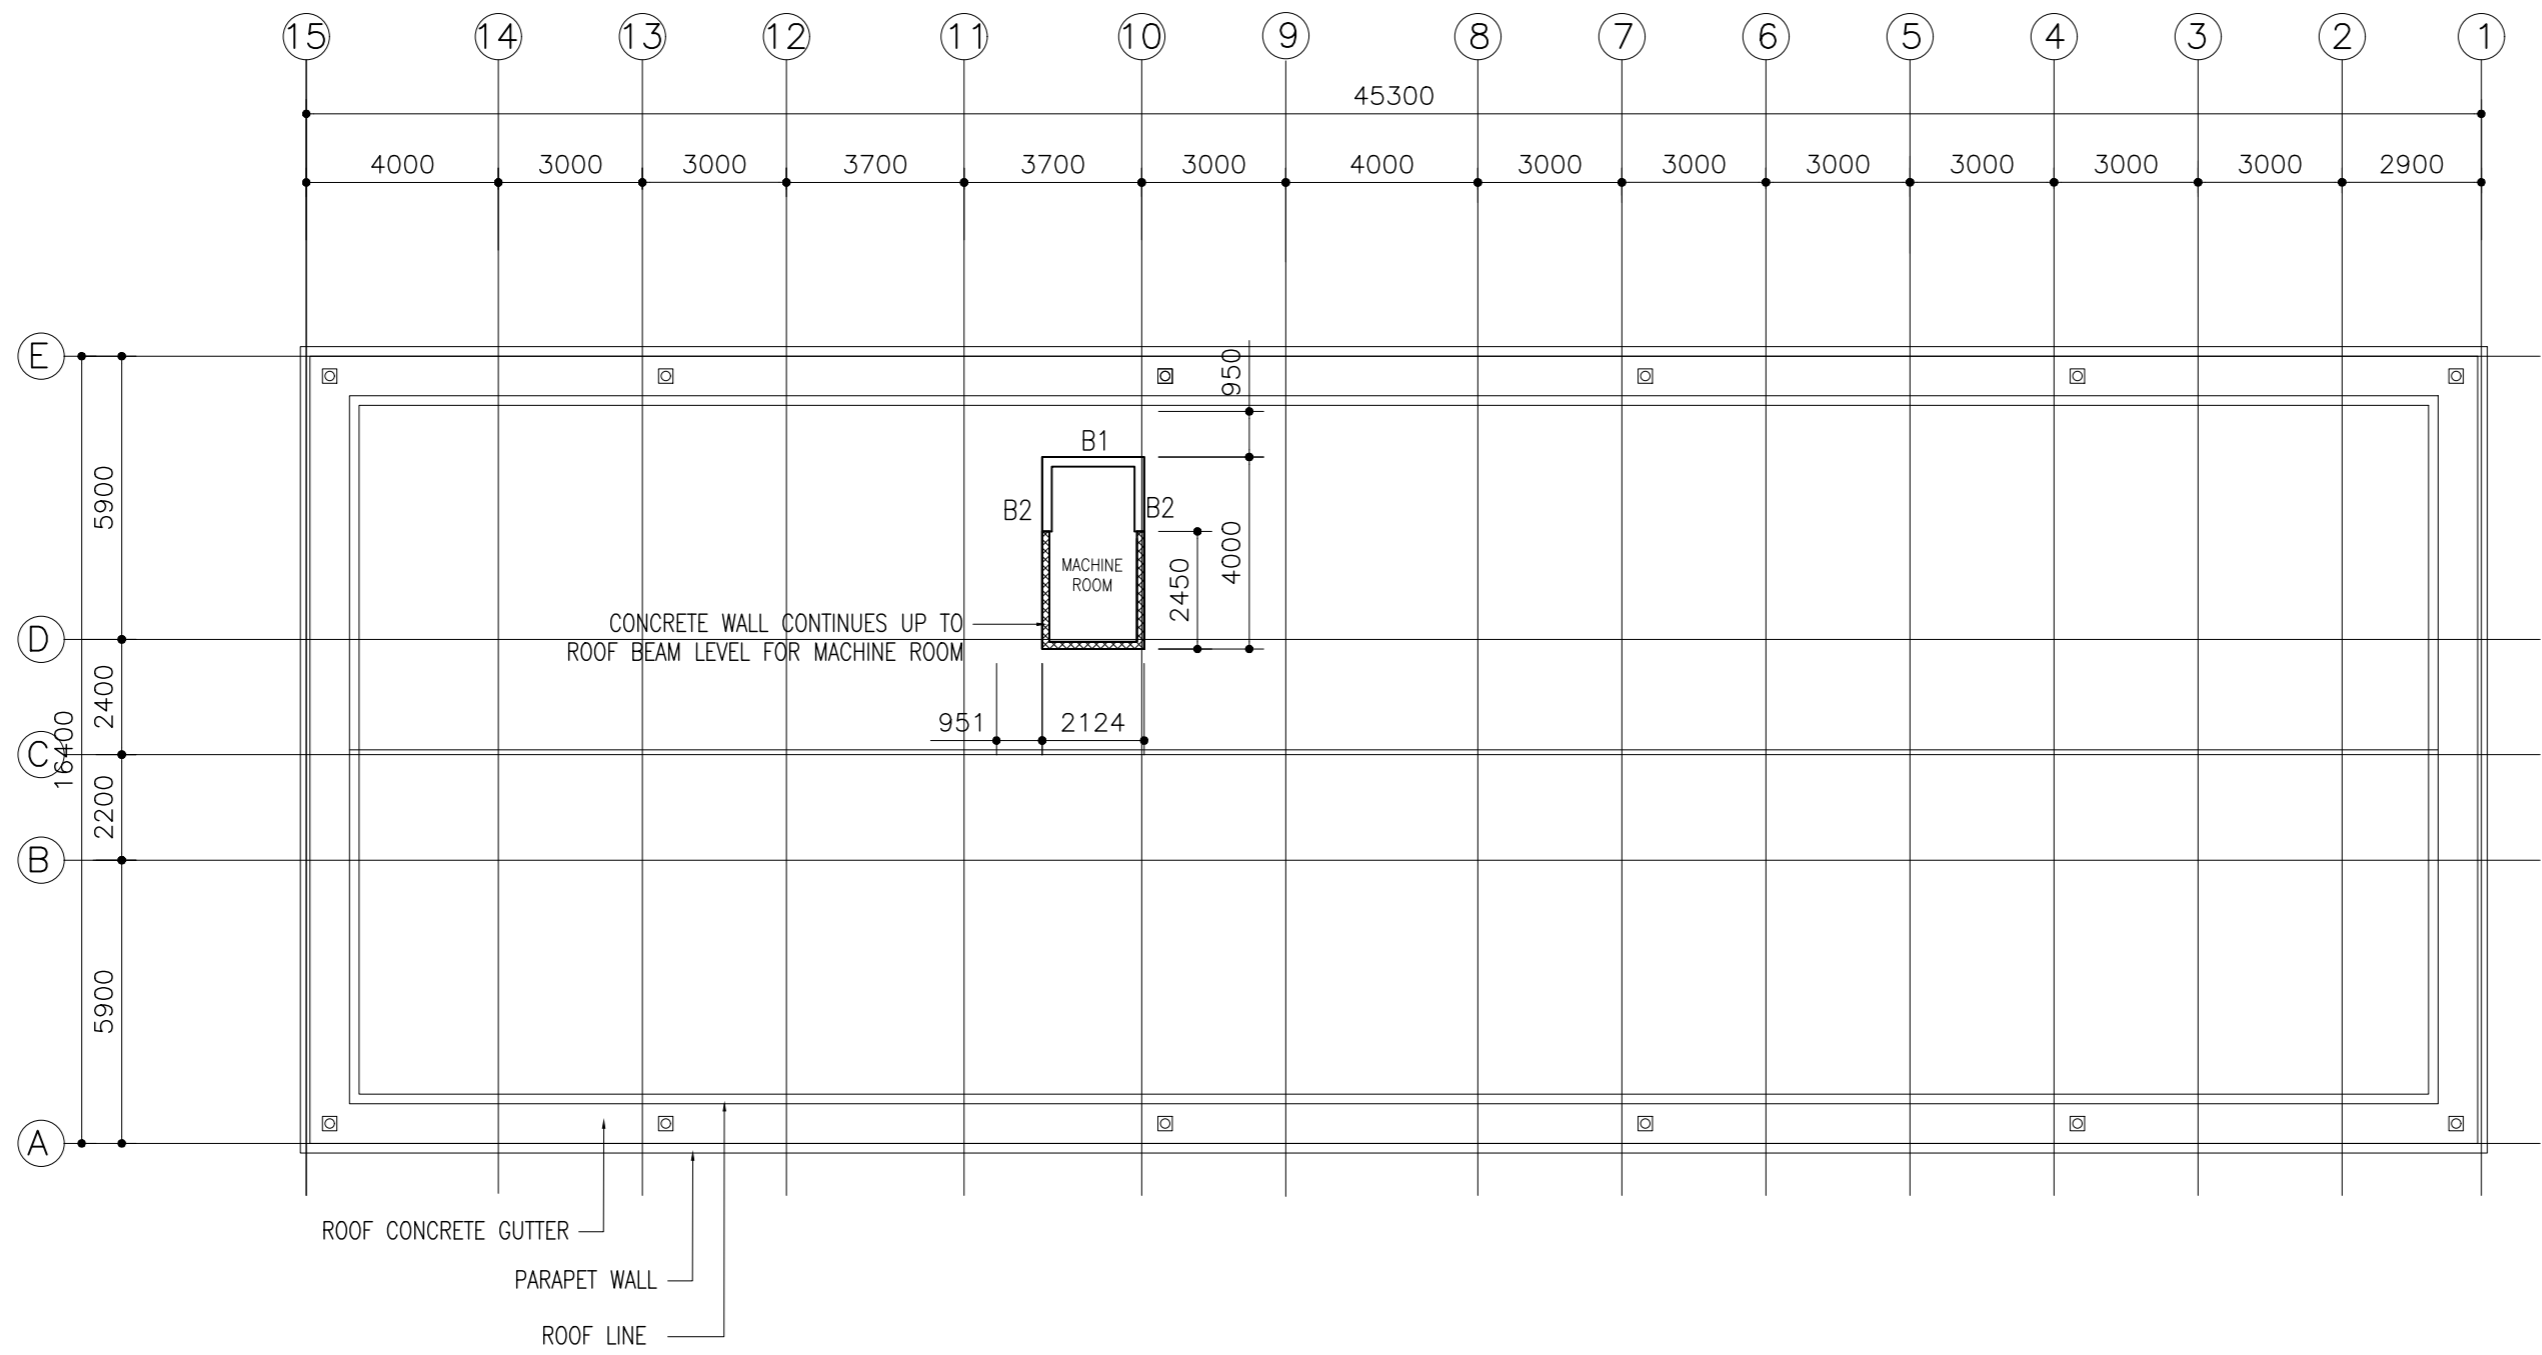 15 14 13 12 11 10 9 8 7 6 5 4 3 2 1
45300
4000 3000 3000 3700 3700 3000 4000 3000 3000 3000 3000 3000 3000 2900
E
950
B1
5900
B2
B2
4000
MACHINE
ROOM
2450
CONCRETE WALL CONTINUES UP TO
ROOF BEAM LEVEL FOR MACHINE ROOM
D
2400
951 2124
16400
C
2200
B
5900
A
ROOF CONCRETE GUTTER
PARAPET WALL
ROOF LINE